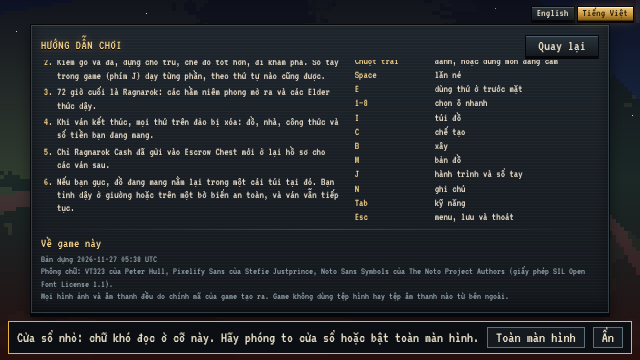 English
Tiếng Việt
HƯỚNG DẪN CHƠI
Quay lại
2. Kiếm gỗ và đá, dựng chỗ trú, chế đồ tốt hơn, đi khám phá. Sổ tay
trong game (phím J) dạy từng phần, theo thứ tự nào cũng được.
3. 72 giờ cuối là Ragnarok: các hầm niêm phong mở ra và các Elder
thức dậy.
4. Khi ván kết thúc, mọi thứ trên đảo bị xóa: đồ, nhà, công thức và
số tiền bạn đang mang.
5. Chỉ Ragnarok Cash đã gửi vào Escrow Chest mới ở lại hồ sơ cho
các ván sau.
6. Nếu bạn gục, đồ đang mang nằm lại trong một cái túi tại đó. Bạn
tỉnh dậy ở giường hoặc trên một bờ biển an toàn, và ván vẫn tiếp
tục.
Chuột trái đánh, hoặc dùng món đang cầm
Space lăn né
E dùng thứ ở trước mặt
1-8 chọn ô nhanh
I túi đồ
C chế tạo
B xây
M bản đồ
J hành trình và sổ tay
N ghi chú
Tab kỹ năng
Esc menu, lưu và thoát
Về game này
Bản dựng 2026-11-27 05:38 UTC
Phông chữ: VT323 của Peter Hull, Pixelify Sans của Stefie Justprince, Noto Sans Symbols của The Noto Project Authors (giấy phép SIL Open
Font License 1.1).
Mọi hình ảnh và âm thanh đều do chính mã của game tạo ra. Game không dùng tệp hình hay tệp âm thanh nào từ bên ngoài.
Cửa sổ nhỏ: chữ khó đọc ở cỡ này. Hãy phóng to cửa sổ hoặc bật toàn màn hình.
Toàn màn hình
Ẩn